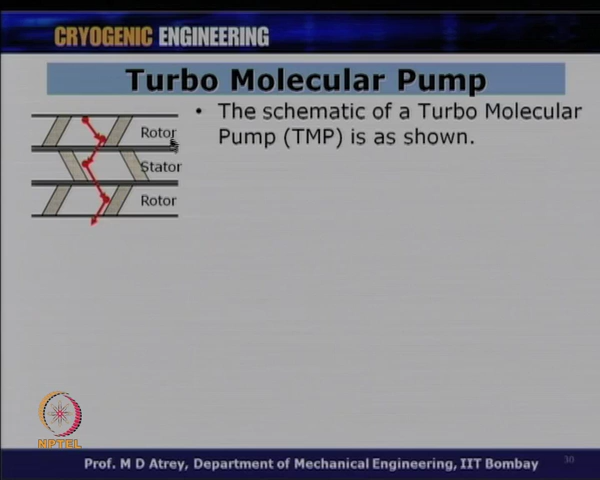 CRYOGENIC ENGINEERING
Turbo Molecular Pump
• The schematic of a Turbo Molecular
Pump (TMP) is as shown.
Rotor
Stator
Rotor
NPTEL
Prof. M D Atrey, Department of Mechanical Engineering, IIT Bombay
30